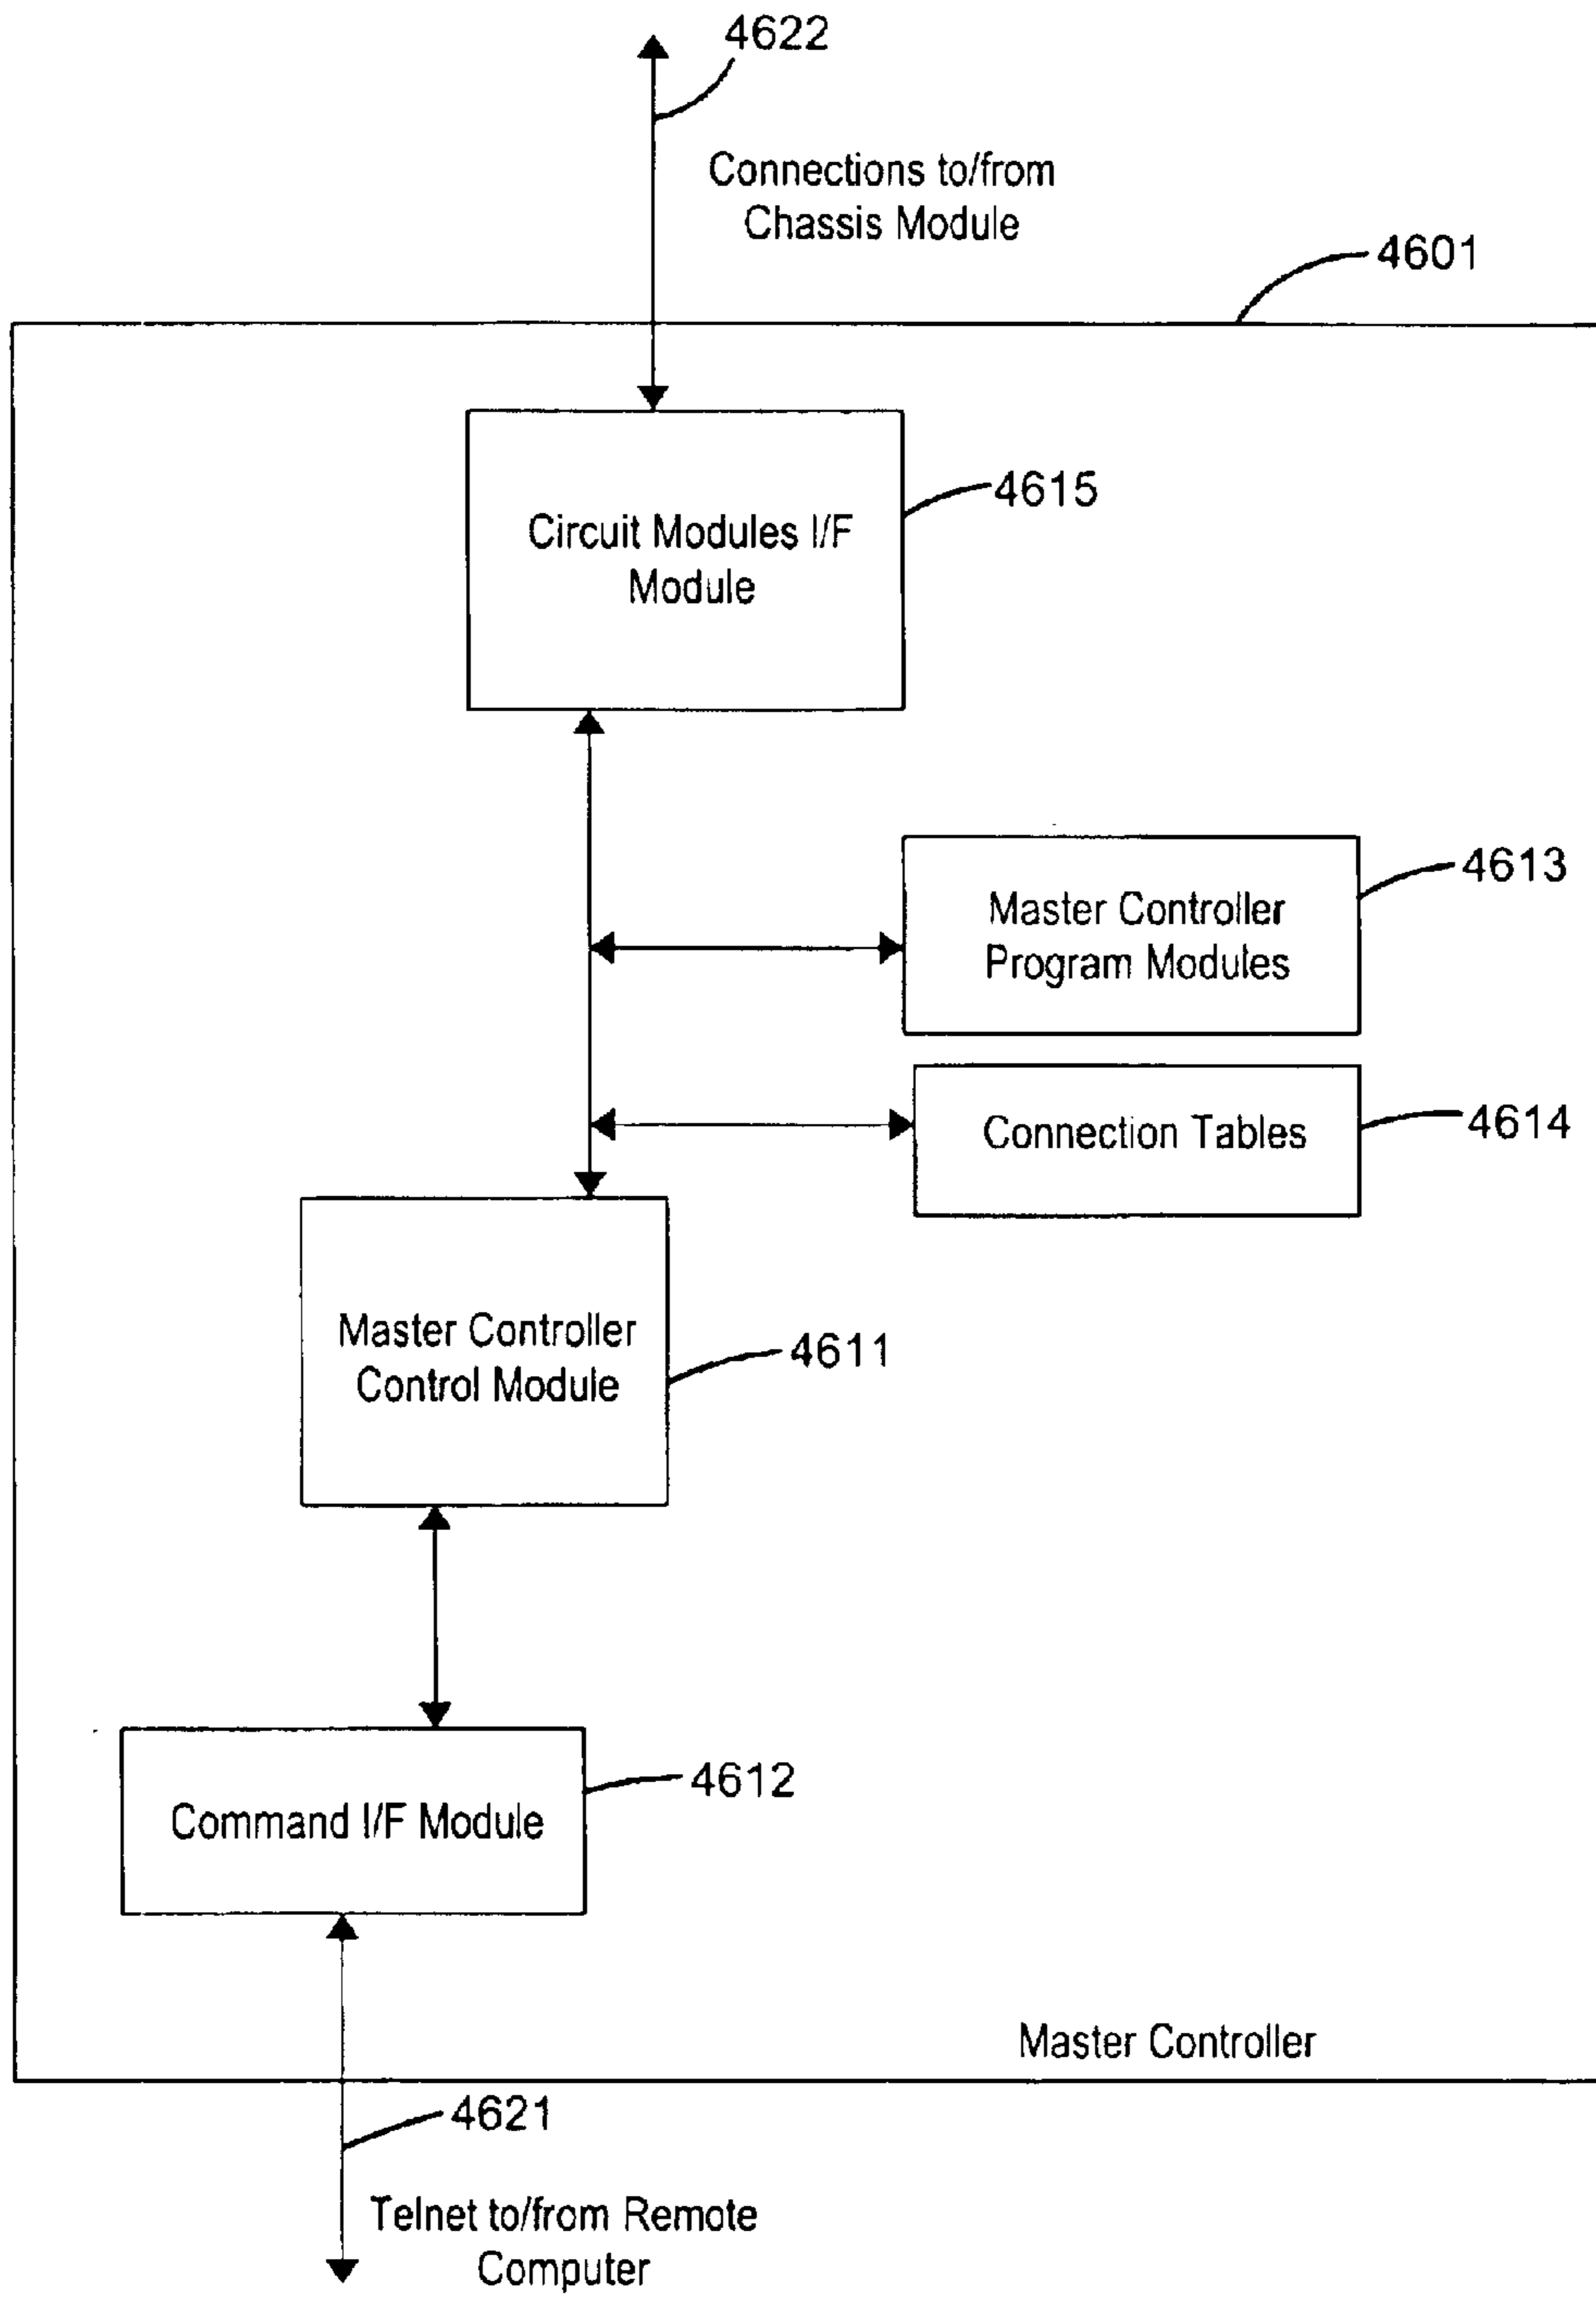 4622
Connections to/from
Chassis Module
4601
4615
Circuit Modules I/F
Module
4613
Master Controller
Program Modules
4614
Connection Tables
Master Controller
Control Module
4611
4612
Command I/F Module
Master Controller
4621
Telnet to/from Remote
Computer